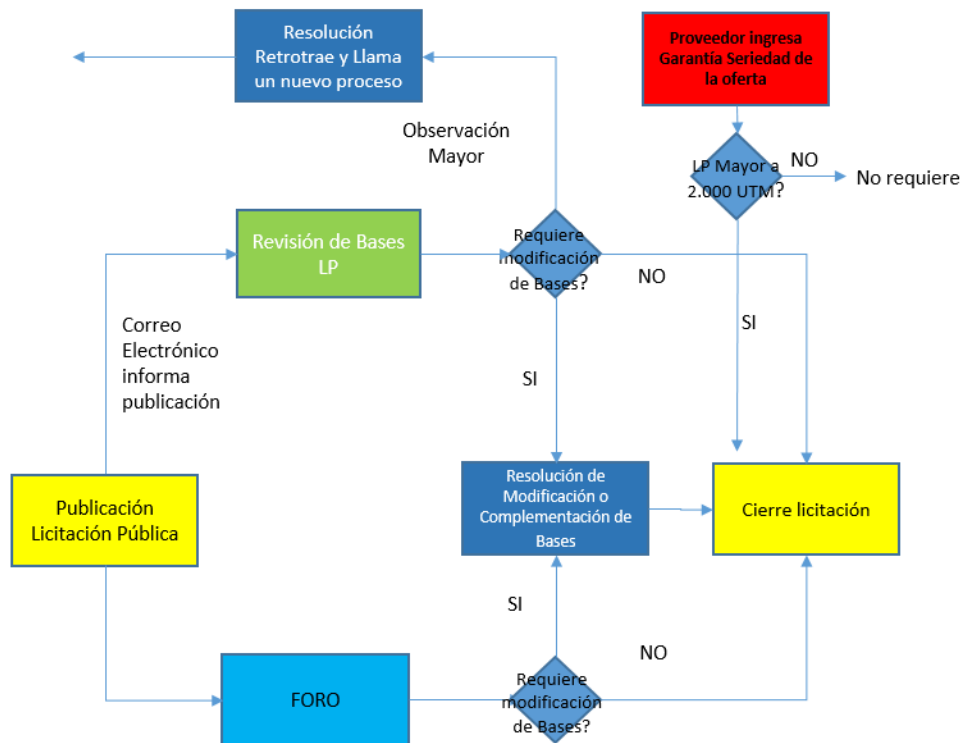 Resolución
Retrotrae y Llama
un nuevo proceso
Proveedor ingresa
Garantía Seriedad de
la oferta
Observación
Mayor
LP Mayor a
2.000 UTM?
NO
No requiere
Revisión de Bases
LP
Requiere
modificación
de Bases?
NO
SI
Correo
Electrónico
informa
publicación
SI
Publicación
Licitación Pública
Resolución de
Modificación o
Complementación de
Bases
Cierre licitación
SI
NO
FORO
Requiere
modificación
de Bases?